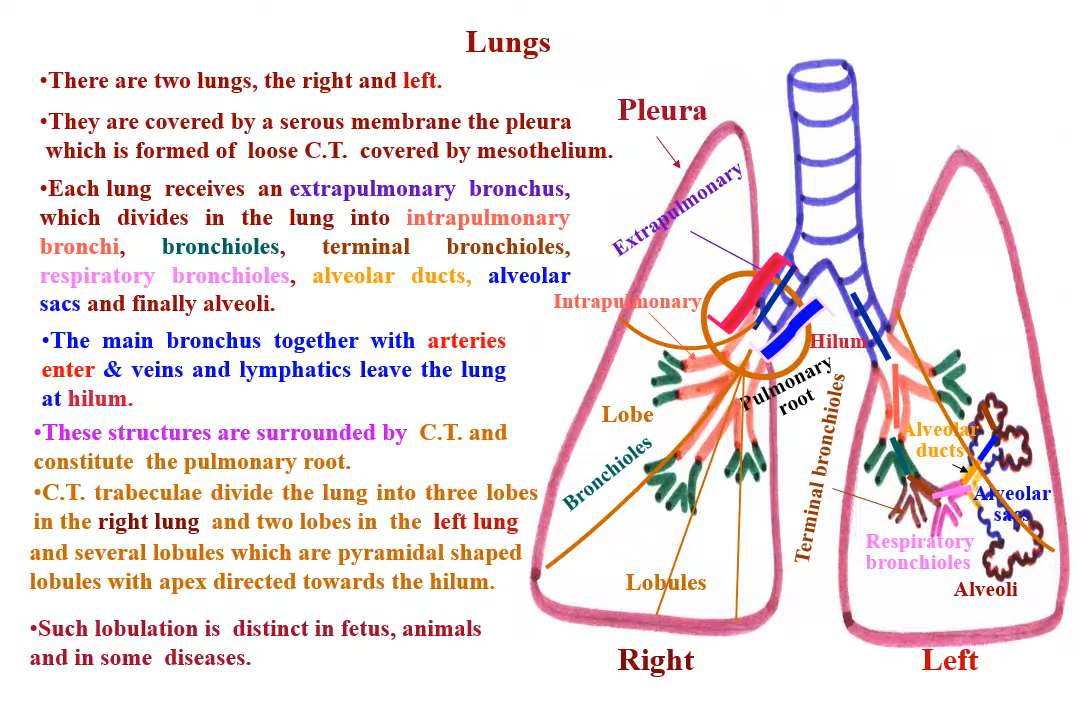 Lungs
•There are two lungs, the right and left.
•They are covered by a serous membrane the pleura
which is formed of loose C.T. covered by mesothelium.
•Each lung receives an extrapulmonary bronchus,
which divides in the lung into intrapulmonary
bronchi, bronchioles, terminal bronchioles,
respiratory bronchioles, alveolar ducts, alveolar
sacs and finally alveoli.
•The main bronchus together with arteries
enter & veins and lymphatics leave the lung
at hilum.
•These structures are surrounded by C.T. and
constitute the pulmonary root.
•C.T. trabeculae divide the lung into three lobes
in the right lung and two lobes in the left lung
and several lobules which are pyramidal shaped
lobules with apex directed towards the hilum.
•Such lobulation is distinct in fetus, animals
and in some diseases.
Pleura
Extrapulmonary
Intrapulmonary
Hilum
Pulmonary
root
Lobe
Bronchioles
Terminal bronchioles
Alveolar
ducts
Alveolar
sacs
Respiratory
bronchioles
Alveoli
Lobules
Right
Left